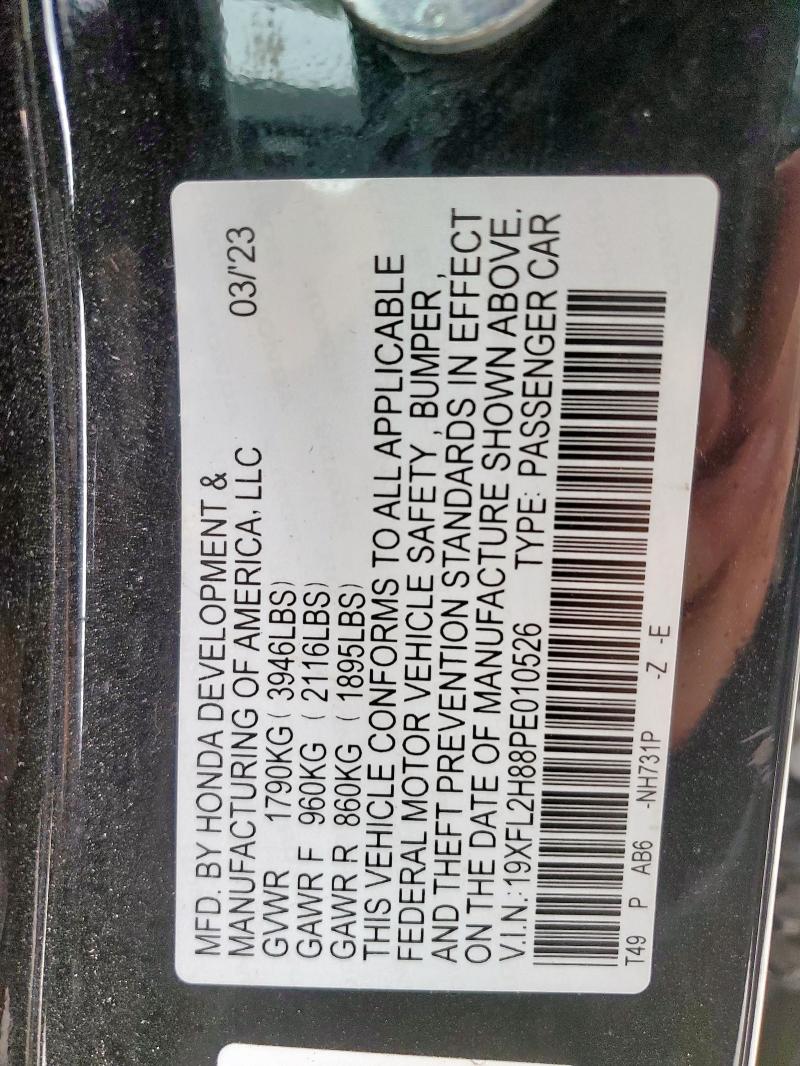 MFD. BY HONDA DEVELOPMENT &
MANUFACTURING OF AMERICA, LLC 03/'23
GVWR 1790KG ( 3946LBS)
GAWR F 960KG ( 2116LBS)
GAWR R 860KG ( 1895LBS)
THIS VEHICLE CONFORMS TO ALL APPLICABLE
FEDERAL MOTOR VEHICLE SAFETY , BUMPER ,
AND THEFT PREVENTION STANDARDS IN EFFECT
ON THE DATE OF MANUFACTURE SHOWN ABOVE.
V.I.N.:19XFL2H88PE010526 TYPE: PASSENGER CAR
T49 P AB6 -NH731P -Z -E